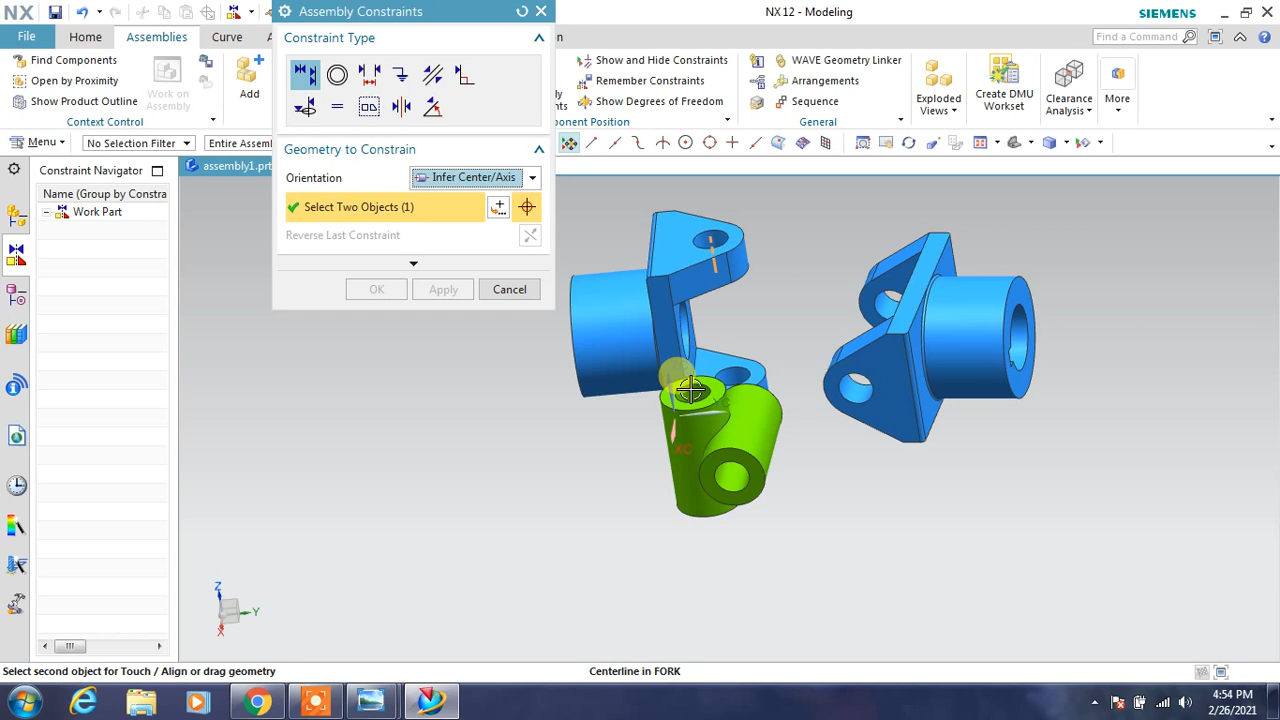 Assembly Constraints
NX 12 - Modeling
SIEMENS
File
Home
Assemblies
Curve
Find a Command
Find Components
Open by Proximity
Show Product Outline
Work on
Assembly
Add
Context Control
Constraint Type
Show and Hide Constraints
Remember Constraints
Show Degrees of Freedom
WAVE Geometry Linker
Arrangements
Sequence
General
Exploded
Views
Create DMU
Workset
Clearance
Analysis
More
Menu
No Selection Filter
Entire Assem
Geometry to Constrain
Orientation
Infer Center/Axis
Select Two Objects (1)
Reverse Last Constraint
OK
Apply
Cancel
Constraint Navigator
assembly1.prt
Name (Group by Constra
Work Part
YC
XC
Z
Y
X
Select second object for Touch / Align or drag geometry
Centerline in FORK
4:54 PM
2/26/2021